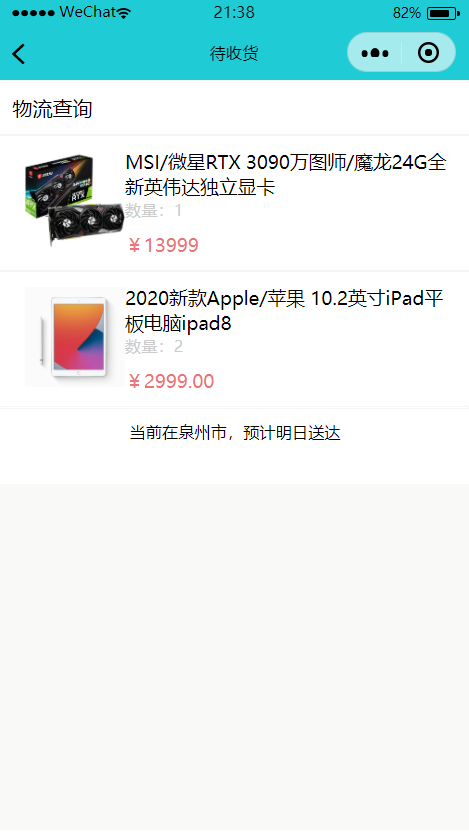 WeChat 21:38 82%
待收货
物流查询
MSI/微星RTX 3090万图师/魔龙24G全
新英伟达独立显卡
数量：1
￥13999
2020新款Apple/苹果 10.2英寸iPad平
板电脑ipad8
数量：2
￥2999.00
当前在泉州市，预计明日送达